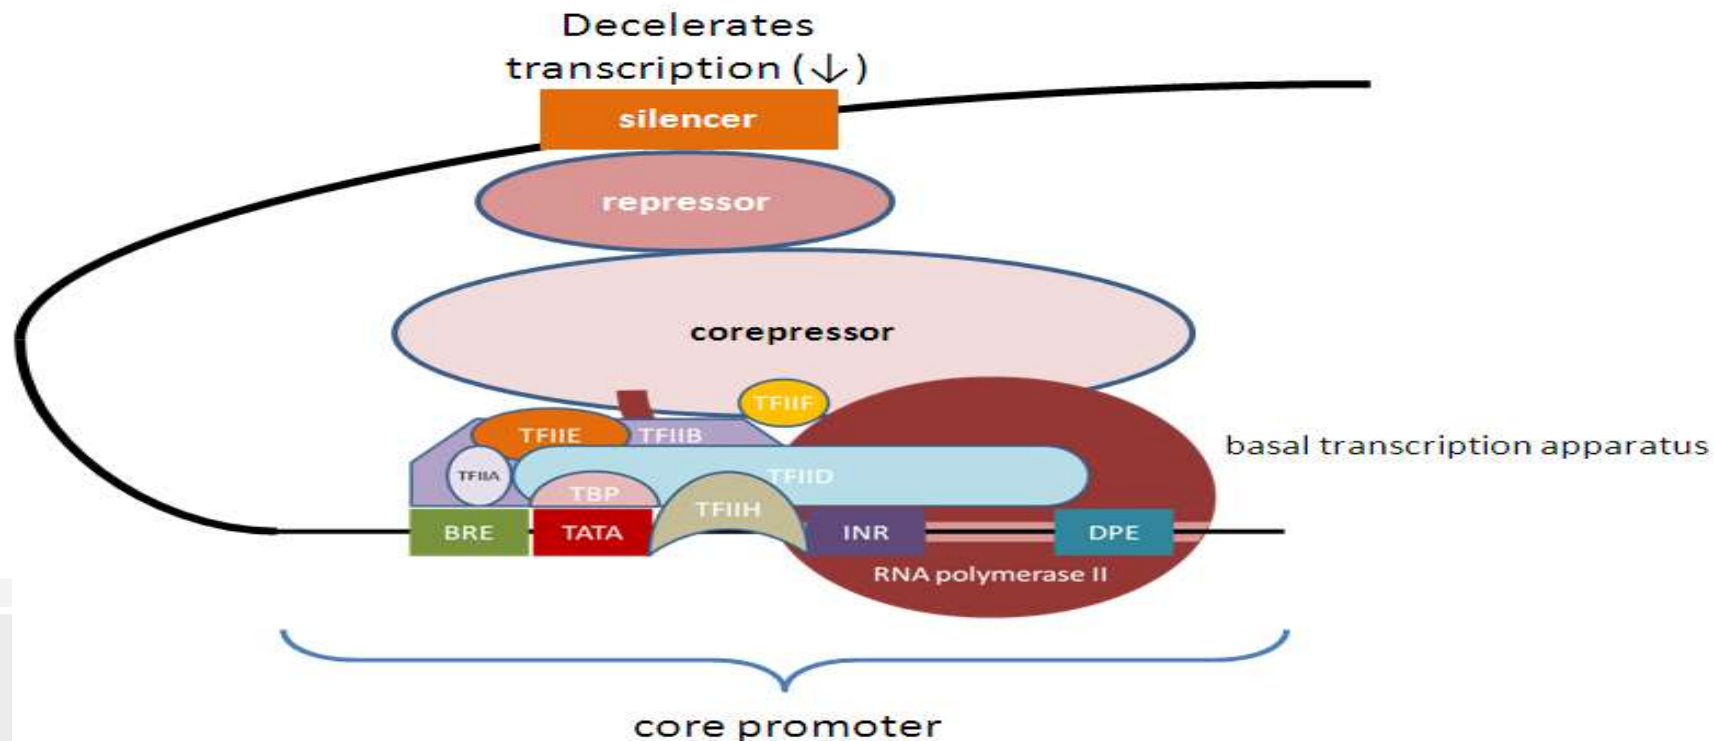 Decelerates
transcription (↓)
silencer
repressor
corepressor
TFIIF
TFIIE
TFIIB
basal transcription apparatus
TFIIA
TFIID
TBP
TFIIH
BRE
TATA
INR
DPE
RNA polymerase II
core promoter